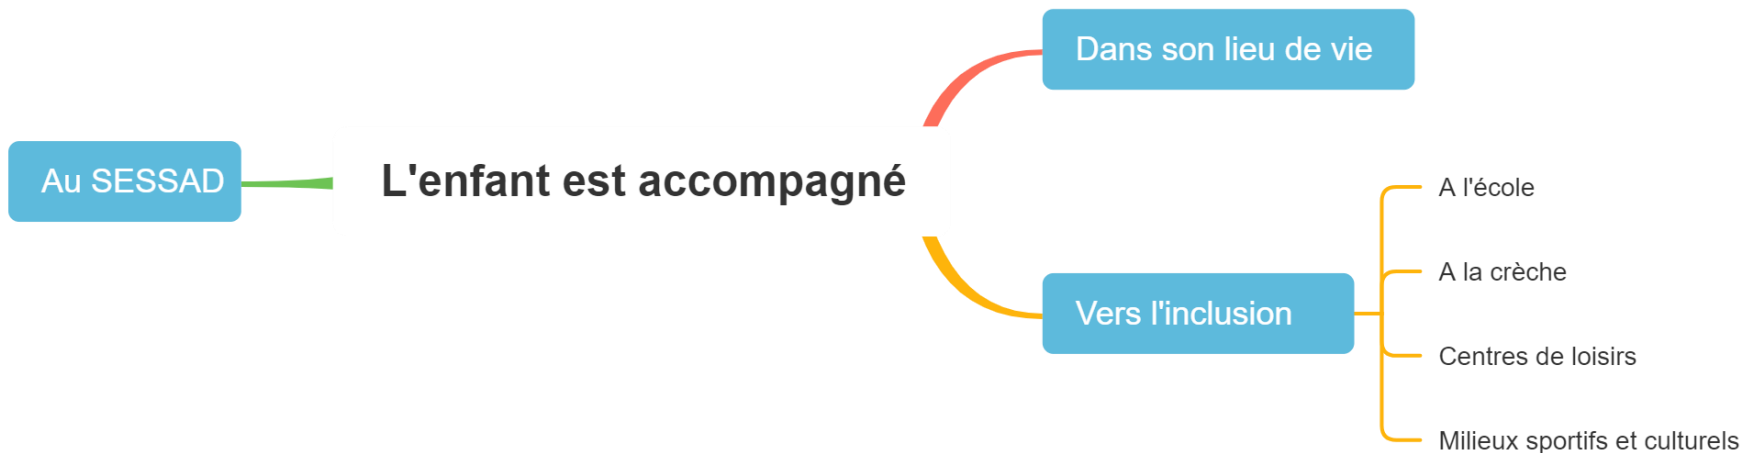 Au SESSAD
L'enfant est accompagné
Dans son lieu de vie
Vers l'inclusion
A l'école
A la crèche
Centres de loisirs
Milieux sportifs et culturels